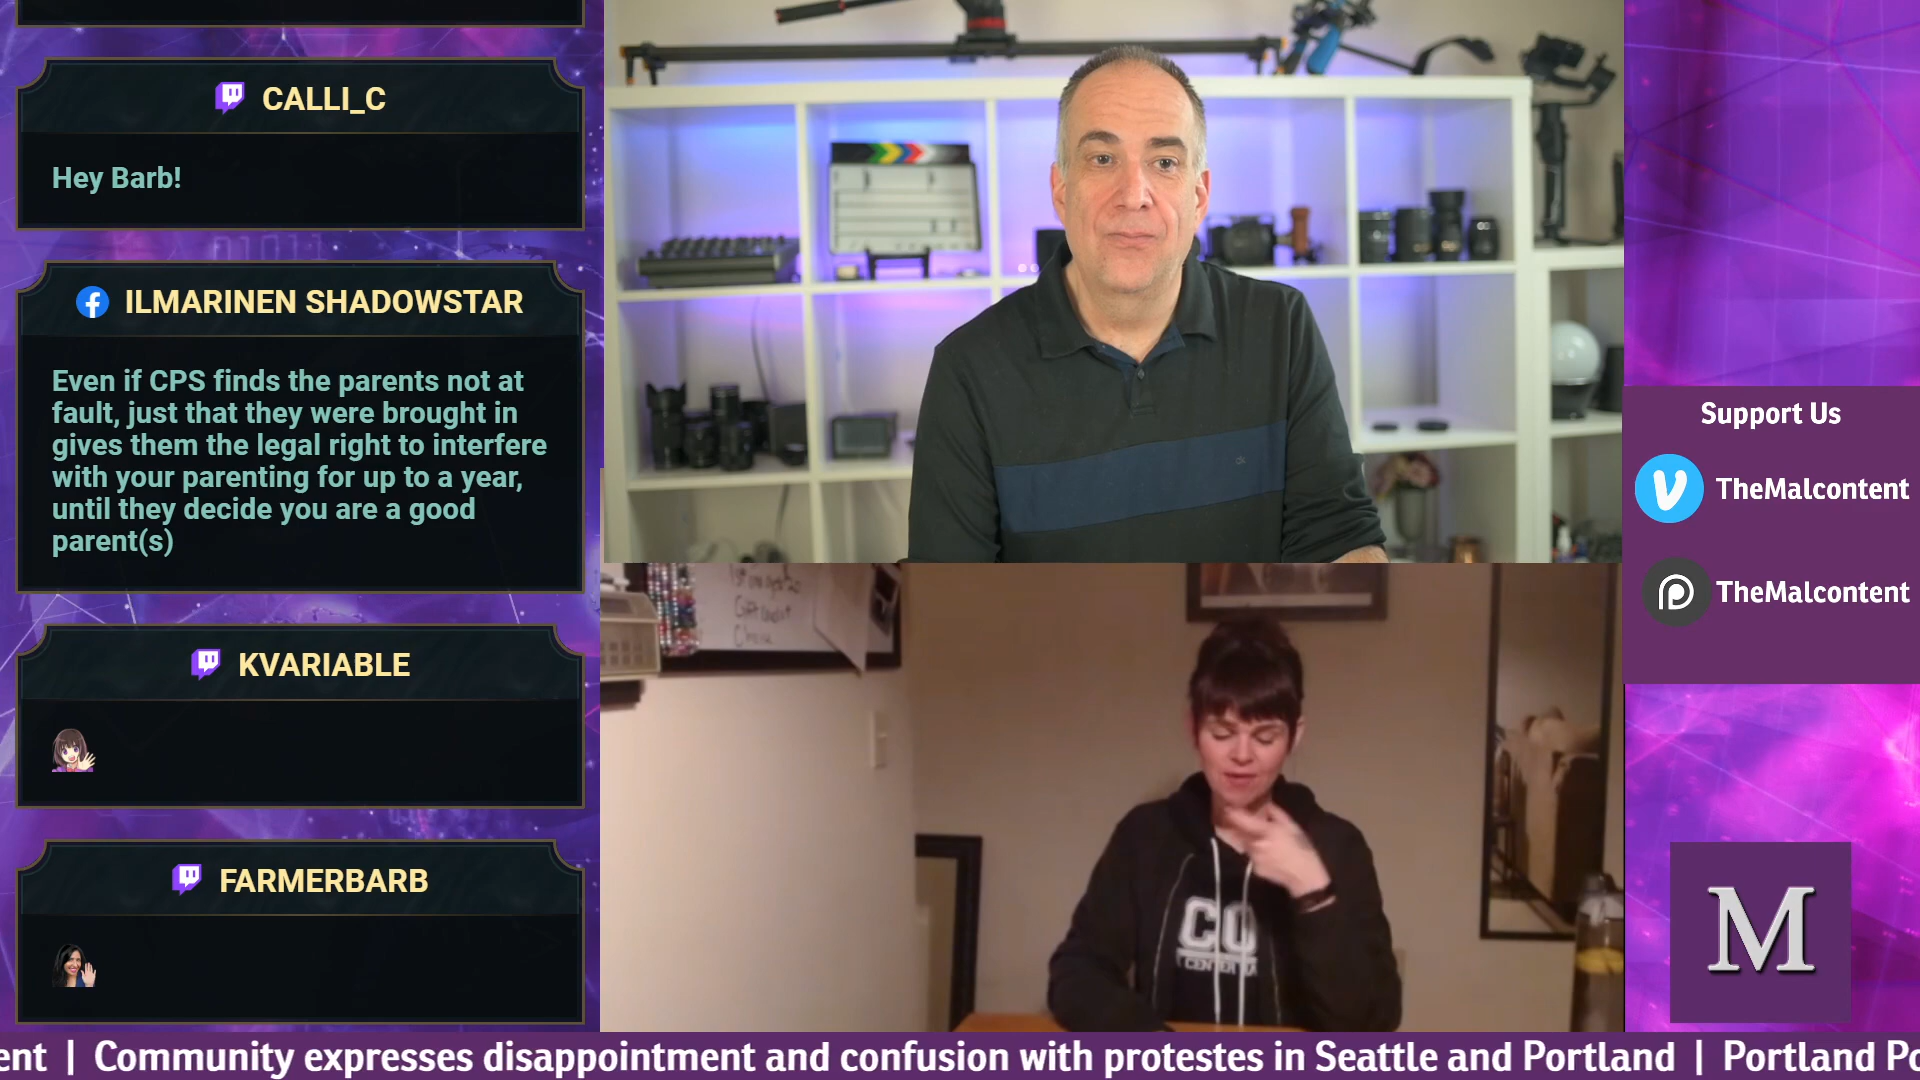 CALLI_C
Hey Barb!
ILMARINEN SHADOWSTAR
Even if CPS finds the parents not at
fault, just that they were brought in
gives them the legal right to interfere
with your parenting for up to a year,
until they decide you are a good
parent(s)
KVARIABLE
FARMERBARB
Support Us
TheMalcontent
TheMalcontent
M
CO
CENTER
ent | Community expresses disappointment and confusion with protestes in Seattle and Portland | Portland Po